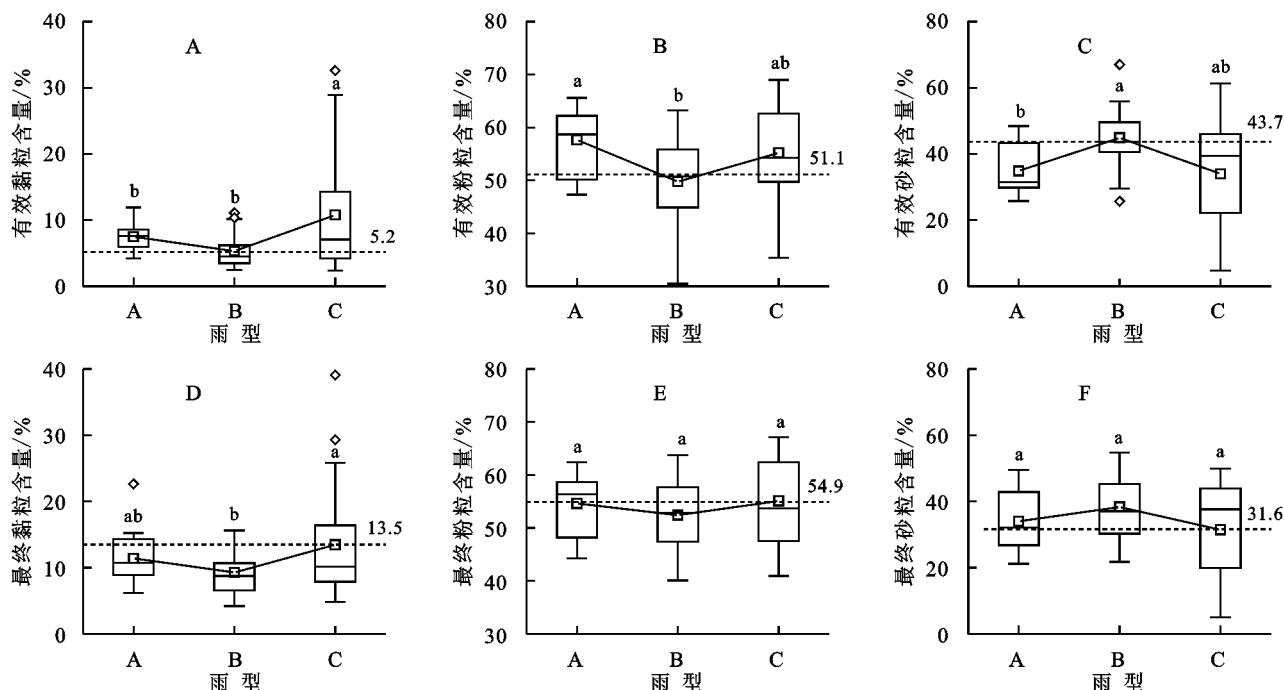 A
有效黏粒含量/%
40
30
20
10
0
b
b
a
5.2
A
B
C
雨 型
B
有效粉粒含量/%
80
70
60
50
40
30
a
b
ab
51.1
A
B
C
雨 型
C
有效砂粒含量/%
80
60
40
20
0
b
a
ab
43.7
A
B
C
雨 型
D
最终黏粒含量/%
40
30
20
10
0
ab
b
a
13.5
A
B
C
雨 型
E
最终粉粒含量/%
80
70
60
50
40
30
a
a
a
54.9
A
B
C
雨 型
F
最终砂粒含量/%
80
60
40
20
0
a
a
a
31.6
A
B
C
雨 型